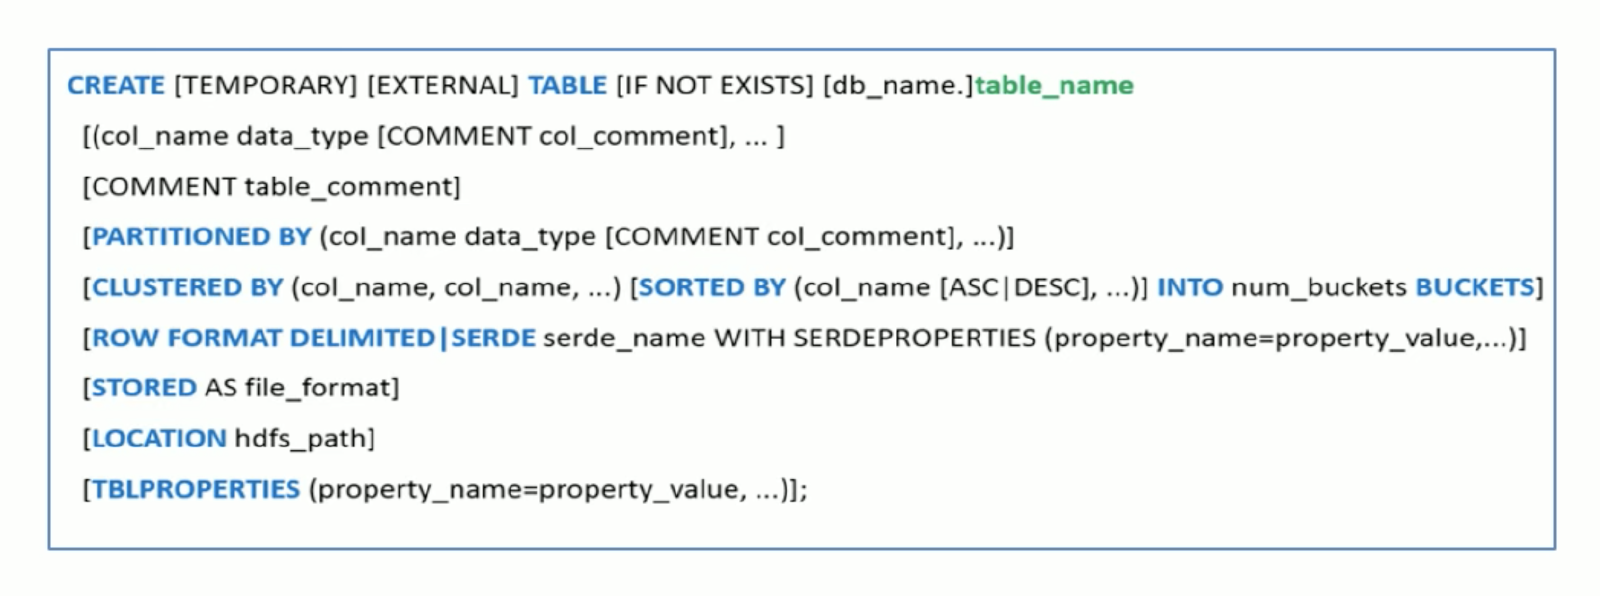 CREATE [TEMPORARY] [EXTERNAL] TABLE [IF NOT EXISTS] [db_name.]table_name
[(col_name data_type [COMMENT col_comment], ... ]
[COMMENT table_comment]
[PARTITIONED BY (col_name data_type [COMMENT col_comment], ...)]
[CLUSTERED BY (col_name, col_name, ...) [SORTED BY (col_name [ASC|DESC], ...)] INTO num_buckets BUCKETS]
[ROW FORMAT DELIMITED|SERDE serde_name WITH SERDEPROPERTIES (property_name=property_value,...)]
[STORED AS file_format]
[LOCATION hdfs_path]
[TBLPROPERTIES (property_name=property_value, ...)];